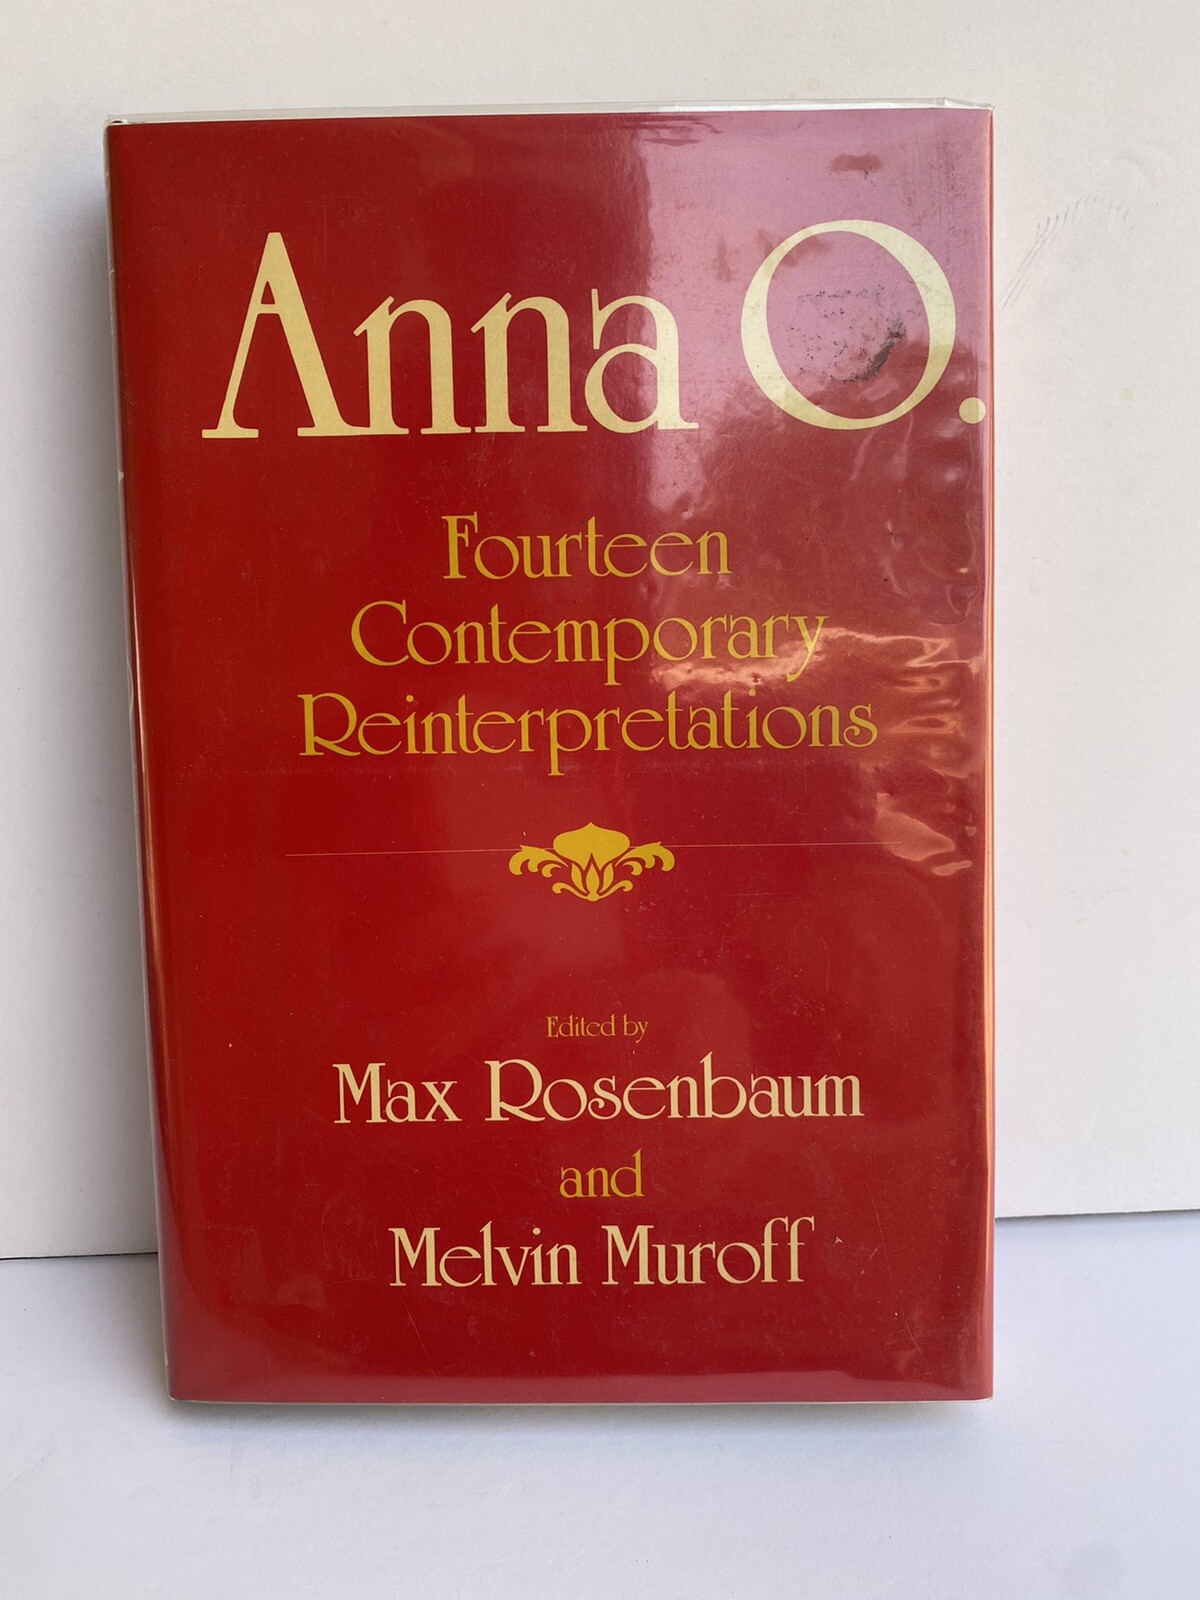 Anna O.
Fourteen
Contemporary
Reinterpretations
Edited by
Max Rosenbaum
and
Melvin Muroff